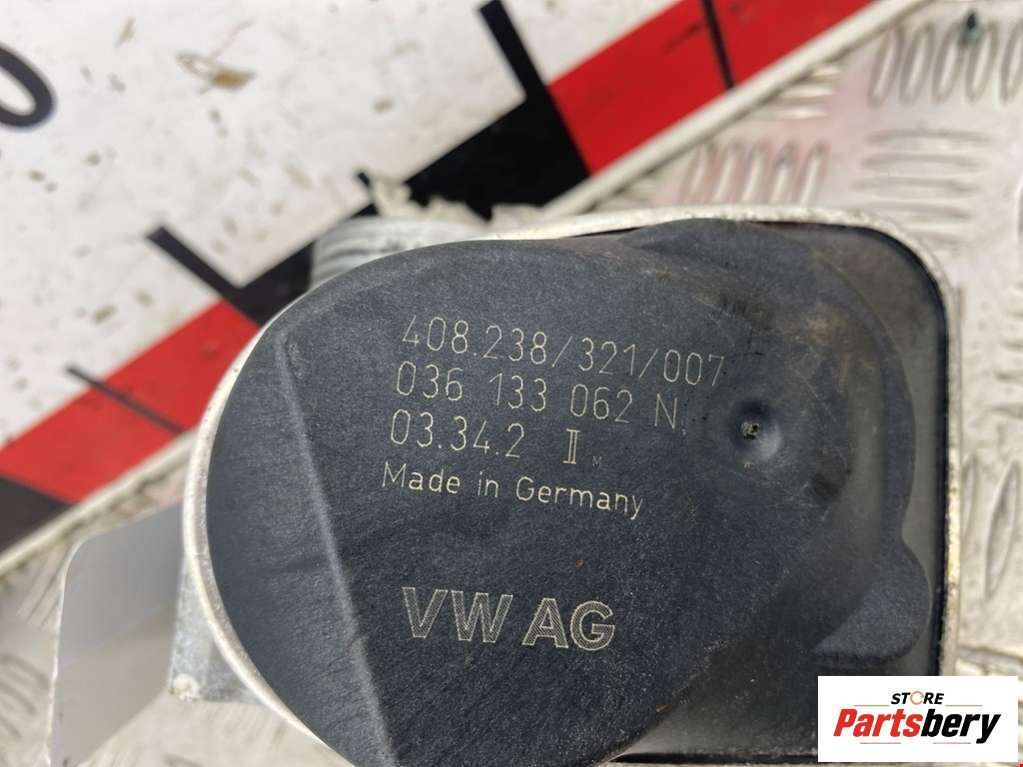 408.238/321/007
036 133 062 N
03.34.2 II M
Made in Germany
VW AG
STORE
Partsbery